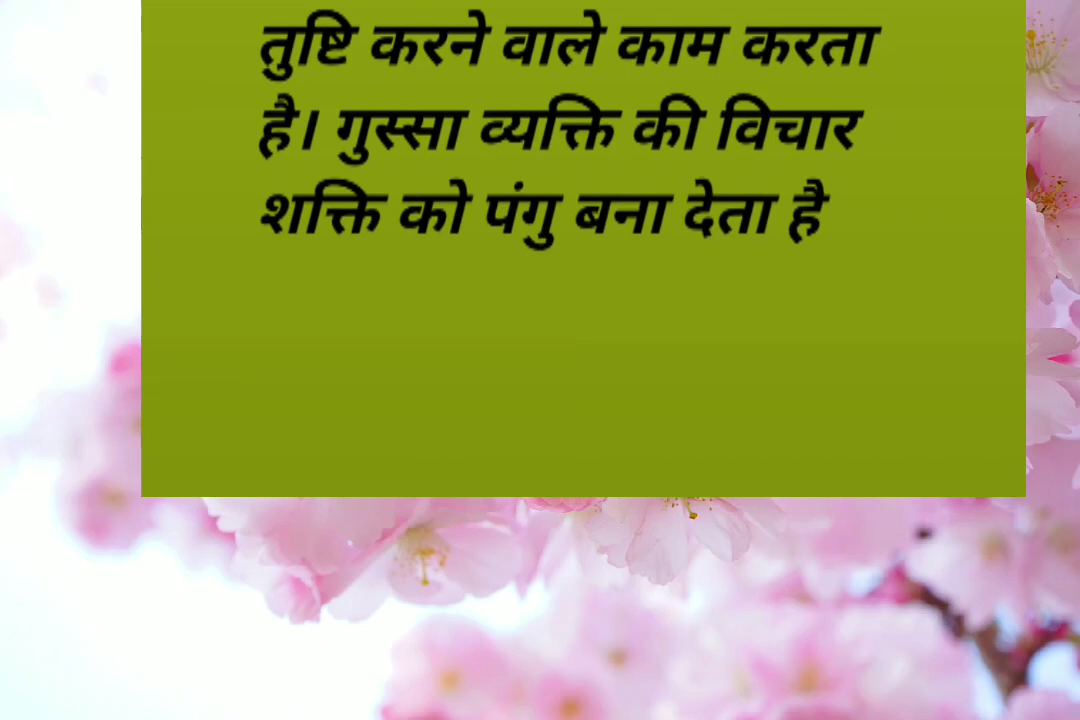 तुष्टि करने वाले काम करता
है। गुस्सा व्यक्ति की विचार
शक्ति को पंगु बना देता है